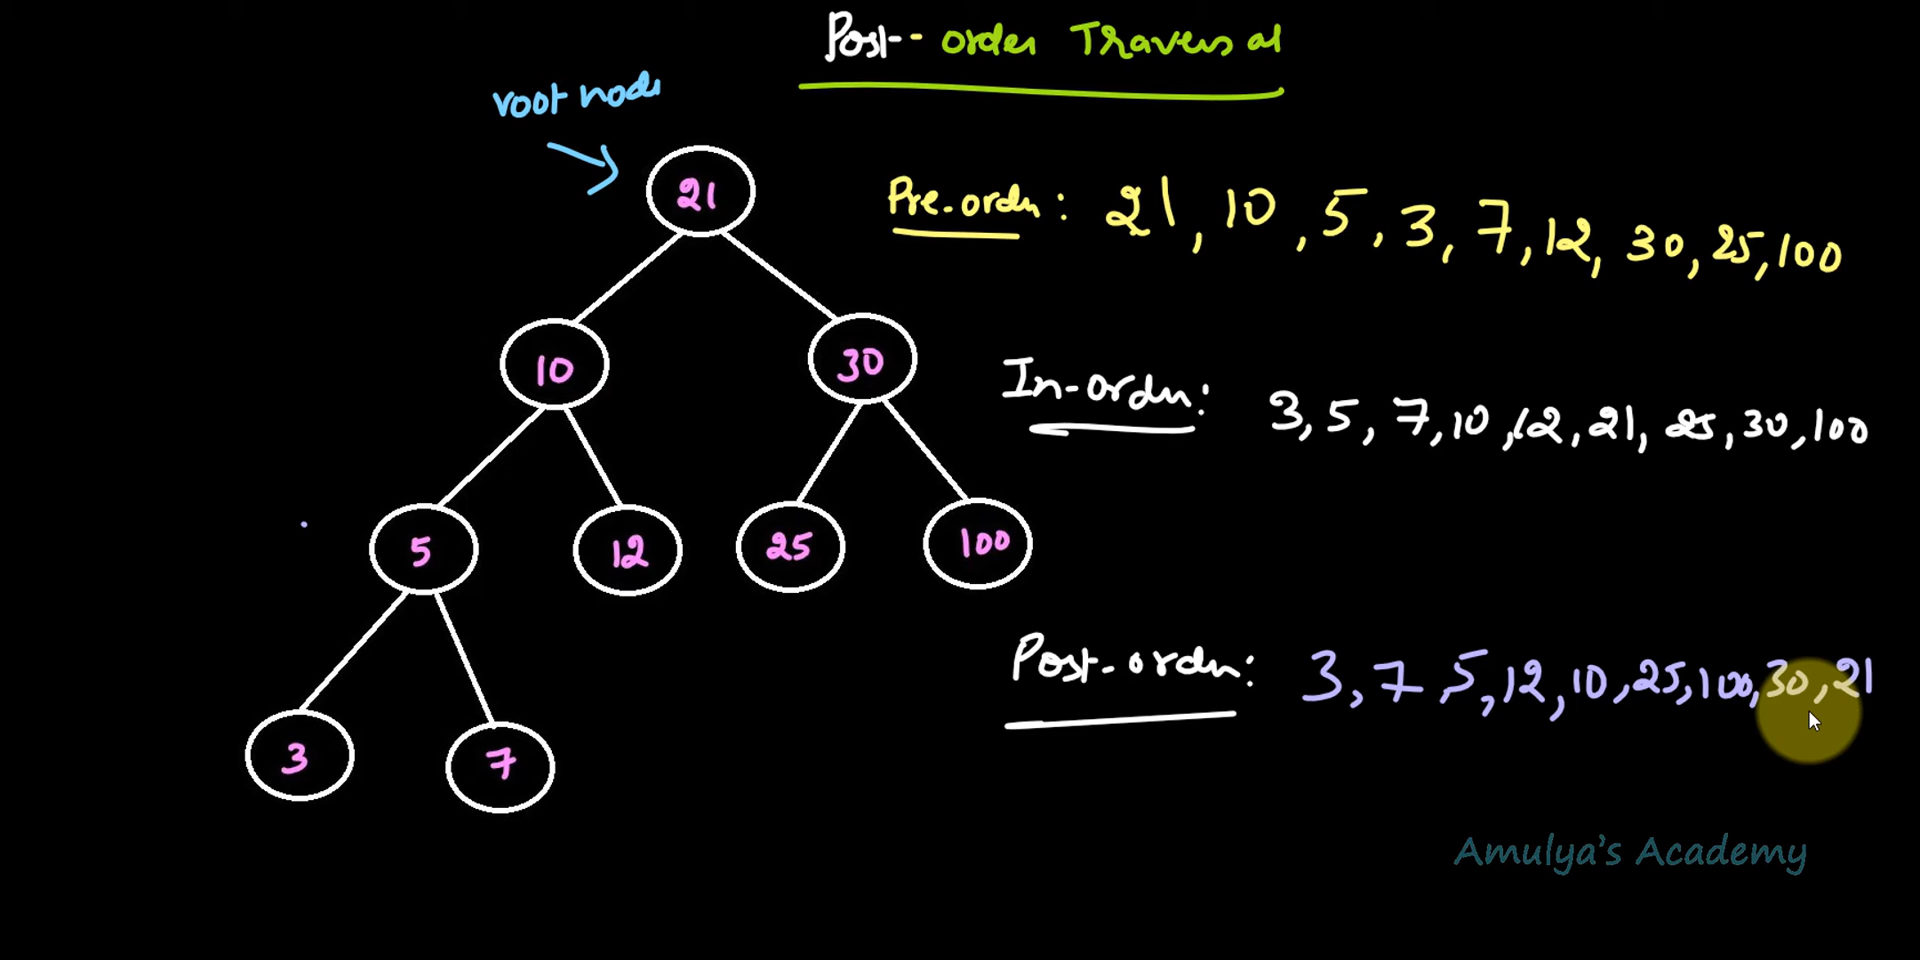 Post-- order Traversal
root node
21
Pre-order: 21, 10, 5, 3, 7, 12, 30, 25, 100
10
30
In-order: 3, 5, 7, 10, 12, 21, 25, 30, 100
5
12
25
100
Post-order: 3, 7 5, 12, 10, 25, 100, 30, 21
3
7
Amulya's Academy